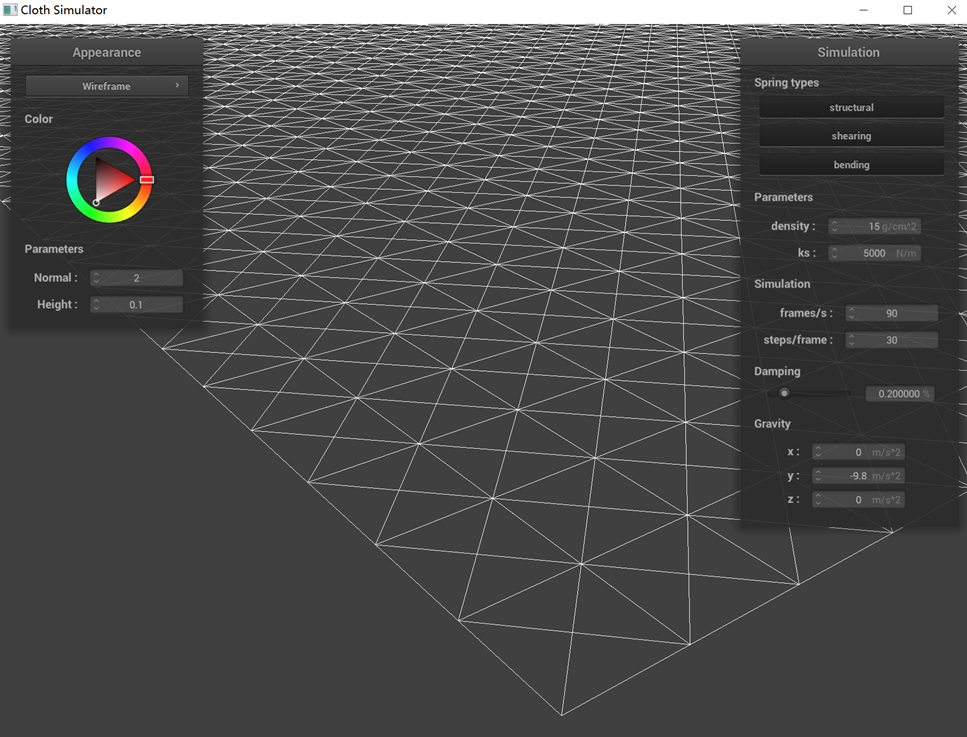 Cloth Simulator
Appearance
Wireframe
Color
Parameters
Normal : 2
Height : 0.1
Simulation
Spring types
structural
shearing
bending
Parameters
density : 15 g/cm^2
ks : 5000 N/m
Simulation
frames/s : 90
steps/frame : 30
Damping
0.200000 %
Gravity
x : 0 m/s^2
y : -9.8 m/s^2
z : 0 m/s^2